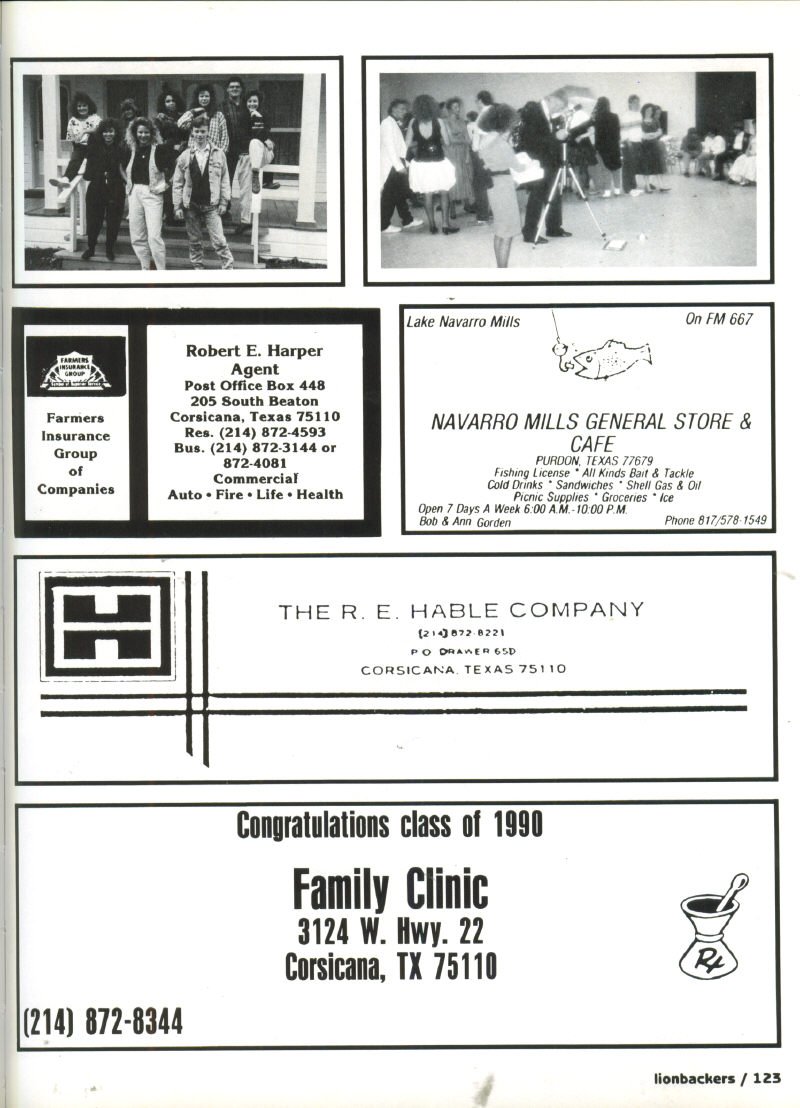 FARMERS
INSURANCE
GROUP
Farmers
Insurance
Group
of
Companies
Robert E. Harper
Agent
Post Office Box 448
205 South Beaton
Corsicana, Texas 75110
Res. (214) 872-4593
Bus. (214) 872-3144 or
872-4081
Commercial
Auto • Fire • Life • Health
Lake Navarro Mills
On FM 667
NAVARRO MILLS GENERAL STORE &
CAFE
PURDON, TEXAS 77679
Fishing License * All Kinds Bait & Tackle
Cold Drinks * Sandwiches * Shell Gas & Oil
Picnic Supplies * Groceries * Ice
Open 7 Days A Week 6:00 A.M.-10:00 P.M.
Bob & Ann Gorden
Phone 817/578-1549
H
THE R. E. HABLE COMPANY
(214) 872-8221
P O DRAWER 65D
CORSICANA, TEXAS 75110
Congratulations class of 1990
Family Clinic
3124 W. Hwy. 22
Corsicana, TX 75110
Rx
(214) 872-8344
lionbackers / 123